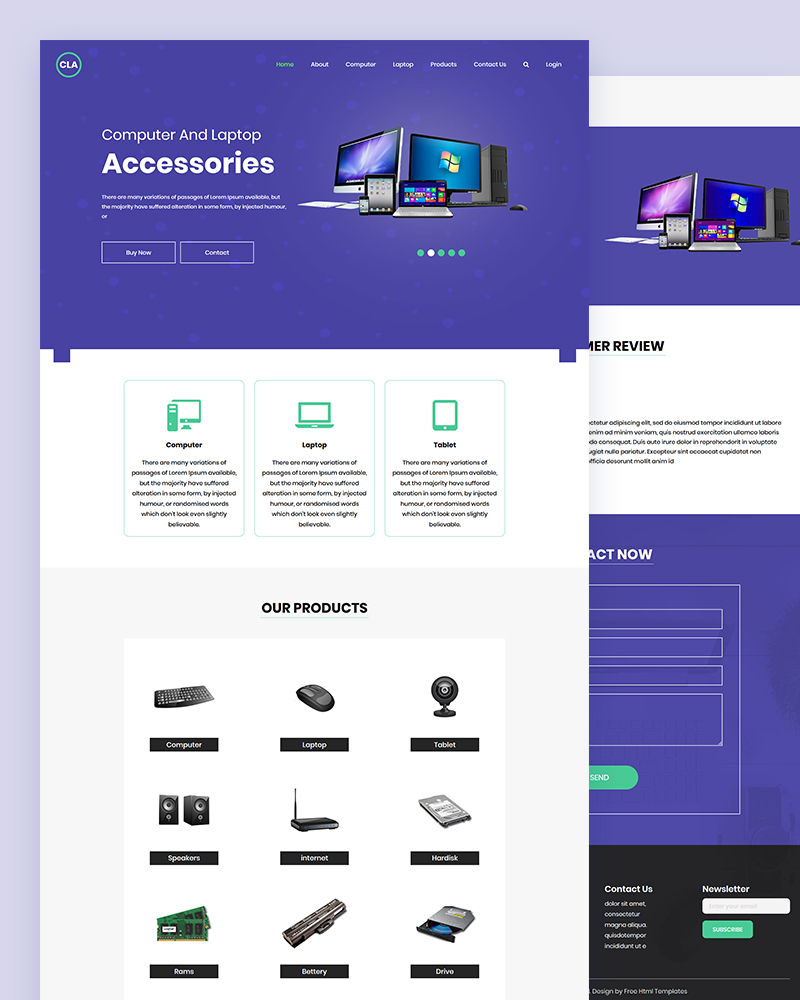 CLA
Home About Computer Laptop Products Contact Us Login
Computer And Laptop
Accessories
There are many variations of passages of Lorem Ipsum available, but
the majority have suffered alteration in some form, by injected humour,
or
Buy Now Contact
Computer
There are many variations of
passages of Lorem Ipsum available,
but the majority have suffered
alteration in some form, by injected
humour, or randomised words
which don't look even slightly
believable.
Laptop
There are many variations of
passages of Lorem Ipsum available,
but the majority have suffered
alteration in some form, by injected
humour, or randomised words
which don't look even slightly
believable.
Tablet
There are many variations of
passages of Lorem Ipsum available,
but the majority have suffered
alteration in some form, by injected
humour, or randomised words
which don't look even slightly
believable.
OUR PRODUCTS
Computer Laptop Tablet
Speakers internet Hardisk
Rams Bettery Drive
MER REVIEW
ctetur adipiscing elit, sed do eiusmod tempor incididunt ut labore
enim ad minim veniam, quis nostrud exercitation ullamco laboris
do consequat. Duis aute irure dolor in reprehenderit in voluptate
ugiat nulla pariatur. Excepteur sint occaecat cupidatat non
officia deserunt mollit anim id
ACT NOW
SEND
Contact Us
dolor sit amet,
consectetur
magna aliqua.
quisdotempor
incididunt ut e
Newsletter
Enter your email
SUBSCRIBE
Design by Free Html Templates